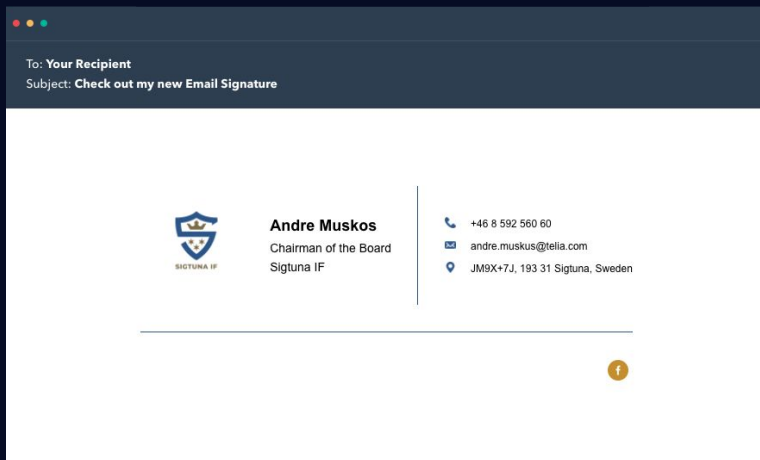 To: Your Recipient
Subject: Check out my new Email Signature
SIGTUNA IF
Andre Muskos
Chairman of the Board
Sigtuna IF
+46 8 592 560 60
andre.muskus@telia.com
JM9X+7J, 193 31 Sigtuna, Sweden
f